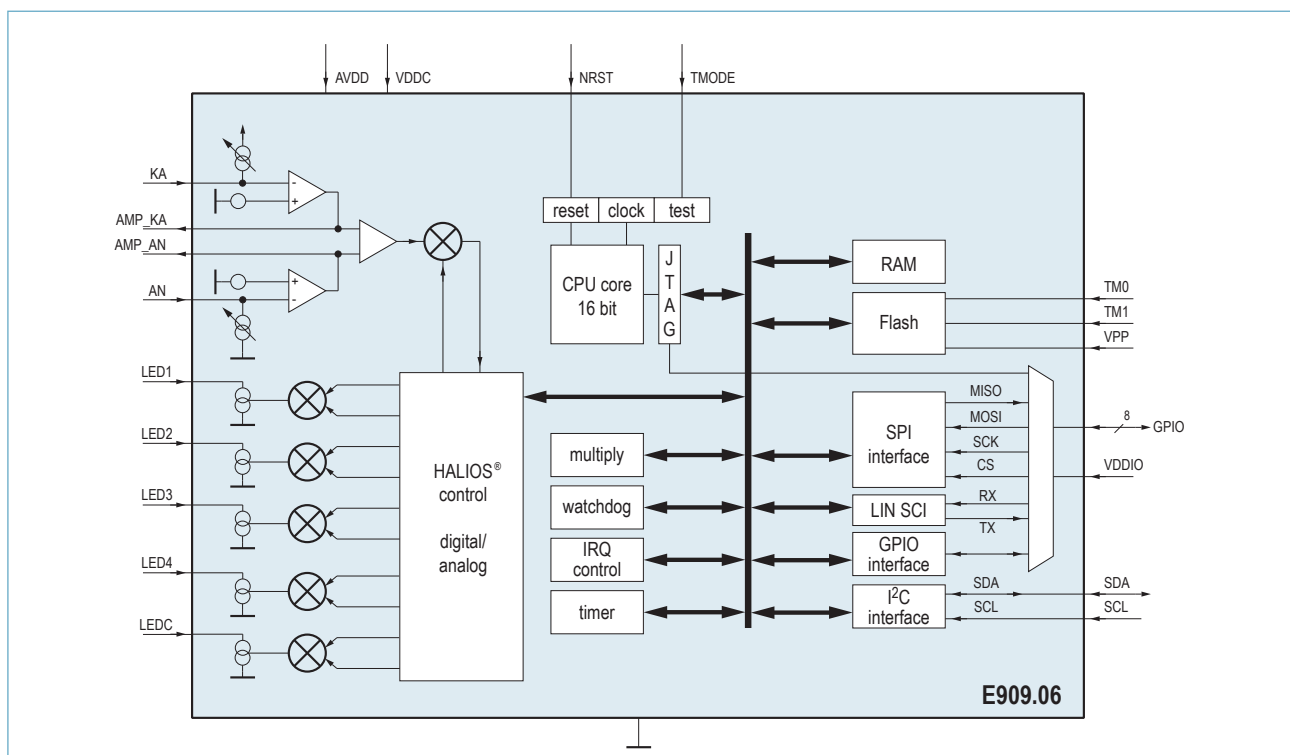 AVDD
VDDC
NRST
TMODE
KA
AMP_KA
AMP_AN
AN
-
+
+
-
reset
clock
test
CPU core
16 bit
J
T
A
G
RAM
Flash
TM0
TM1
VPP
LED1
LED2
LED3
LED4
LEDC
HALIOS®
control
digital/
analog
multiply
watchdog
IRQ
control
timer
SPI
interface
MISO
MOSI
SCK
CS
LIN SCI
RX
TX
GPIO
interface
I²C
interface
SDA
SCL
8
GPIO
VDDIO
SDA
SCL
E909.06